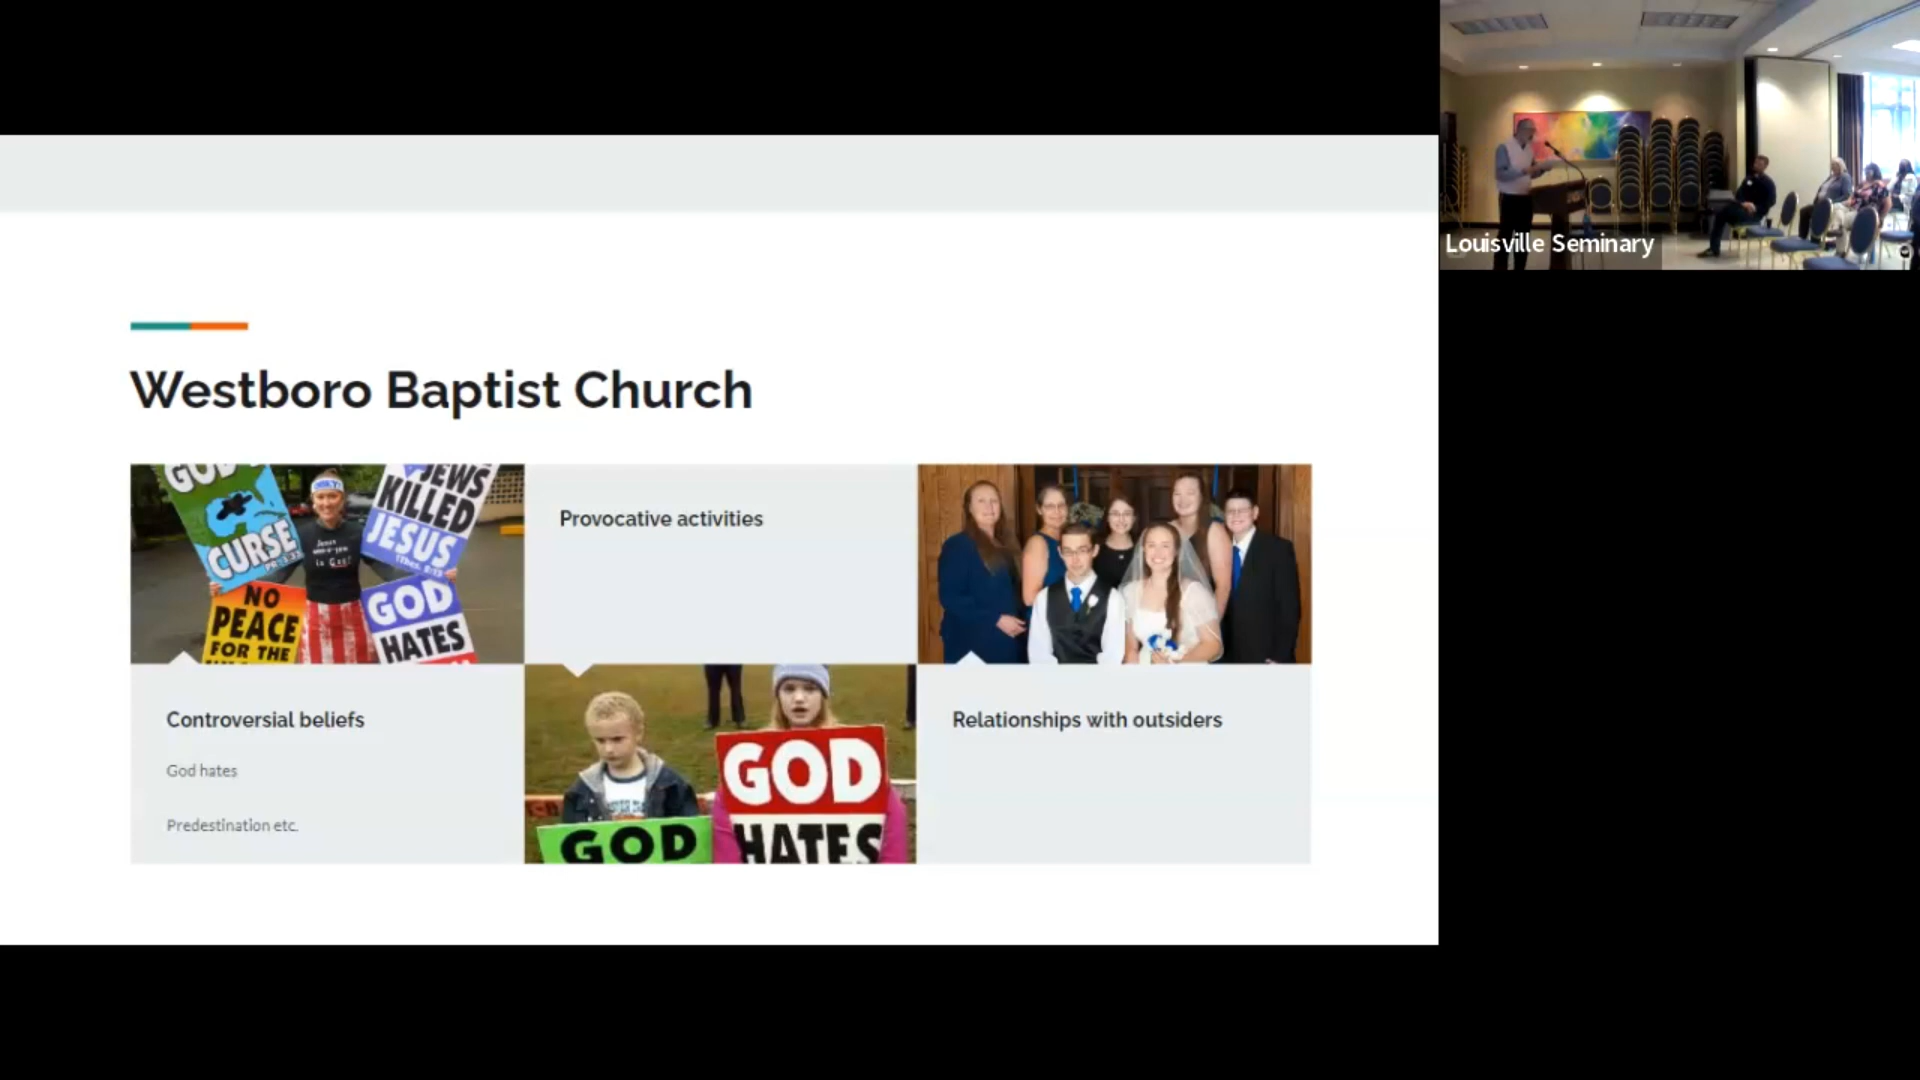 Louisville Seminary
Westboro Baptist Church
GOD
CURSE
JEWS
KILLED
JESUS
NO
PEACE
FOR THE
GOD
HATES
Provocative activities
Controversial beliefs
God hates
Predestination etc.
GOD
GOD
HATES
Relationships with outsiders